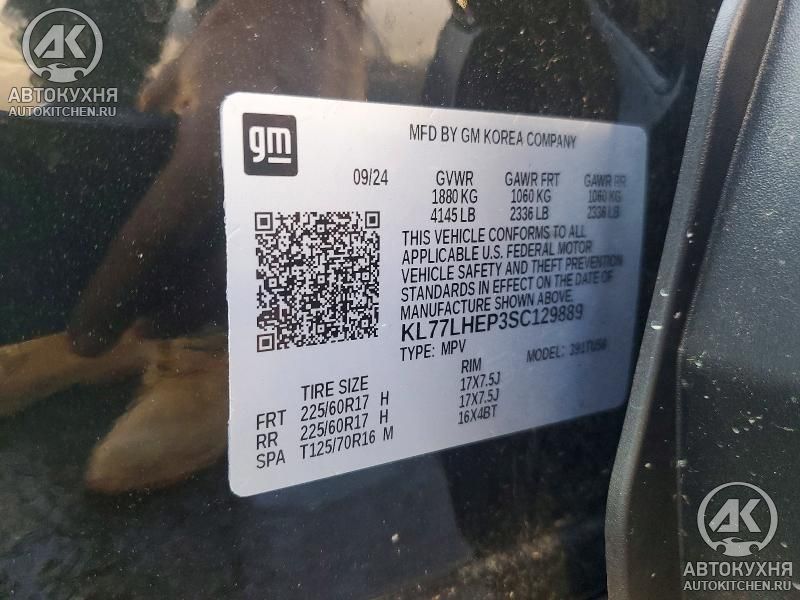 AK
АВТОКУХНЯ
AUTOKITCHEN.RU
gm
MFD BY GM KOREA COMPANY
09/24
GVWR GAWR FRT GAWR RR
1880 KG 1060 KG 1060 KG
4145 LB 2336 LB 2336 LB
THIS VEHICLE CONFORMS TO ALL
APPLICABLE U.S. FEDERAL MOTOR
VEHICLE SAFETY AND THEFT PREVENTION
STANDARDS IN EFFECT ON THE DATE OF
MANUFACTURE SHOWN ABOVE.
KL77LHEP3SC129889
TYPE: MPV MODEL: 391TU56
TIRE SIZE RIM
FRT 225/60R17 H 17X7.5J
RR 225/60R17 H 17X7.5J
SPA T125/70R16 M 16X4BT
AK
АВТОКУХНЯ
AUTOKITCHEN.RU